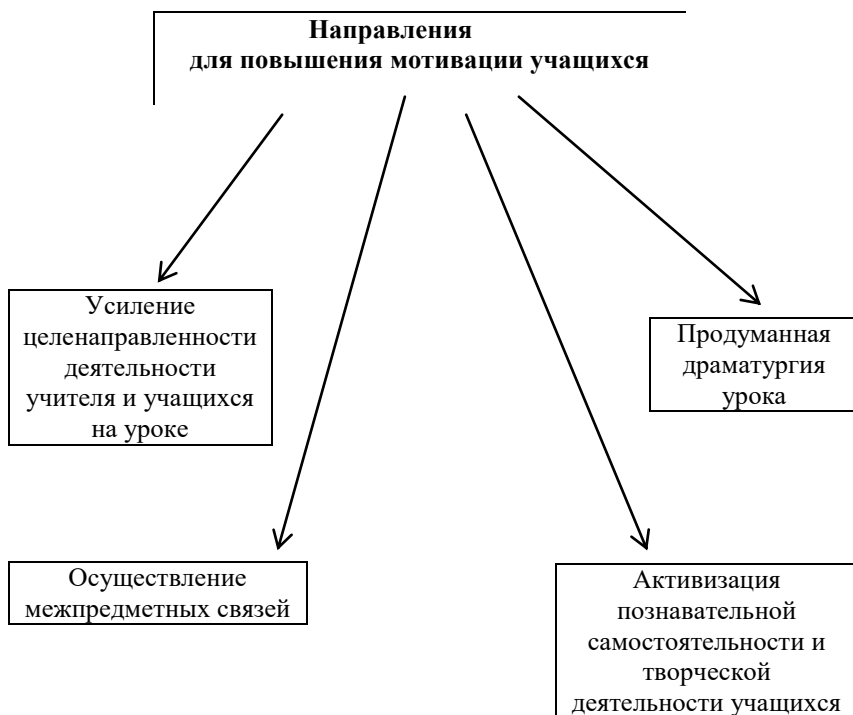 Направления
для повышения мотивации учащихся
Усиление
целенаправленности
деятельности
учителя и учащихся
на уроке
Продуманная
драматургия
урока
Осуществление
межпредметных связей
Активизация
познавательной
самостоятельности и
творческой
деятельности учащихся